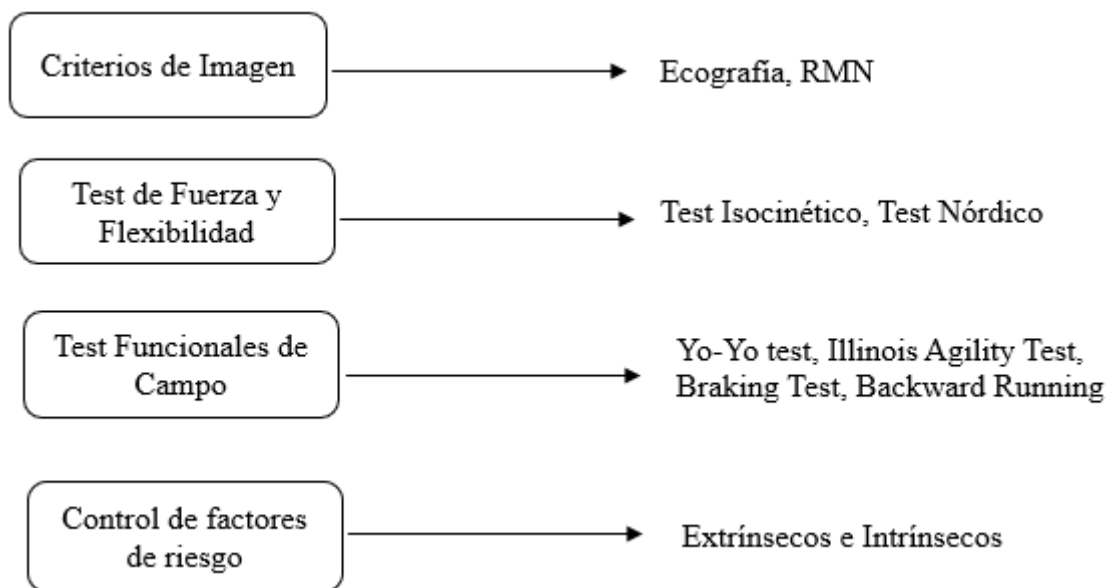 Criterios de Imagen
Ecografía, RMN
Test de Fuerza y
Flexibilidad
Test Isocinético, Test Nórdico
Test Funcionales de
Campo
Yo-Yo test, Illinois Agility Test,
Braking Test, Backward Running
Control de factores
de riesgo
Extrínsecos e Intrínsecos